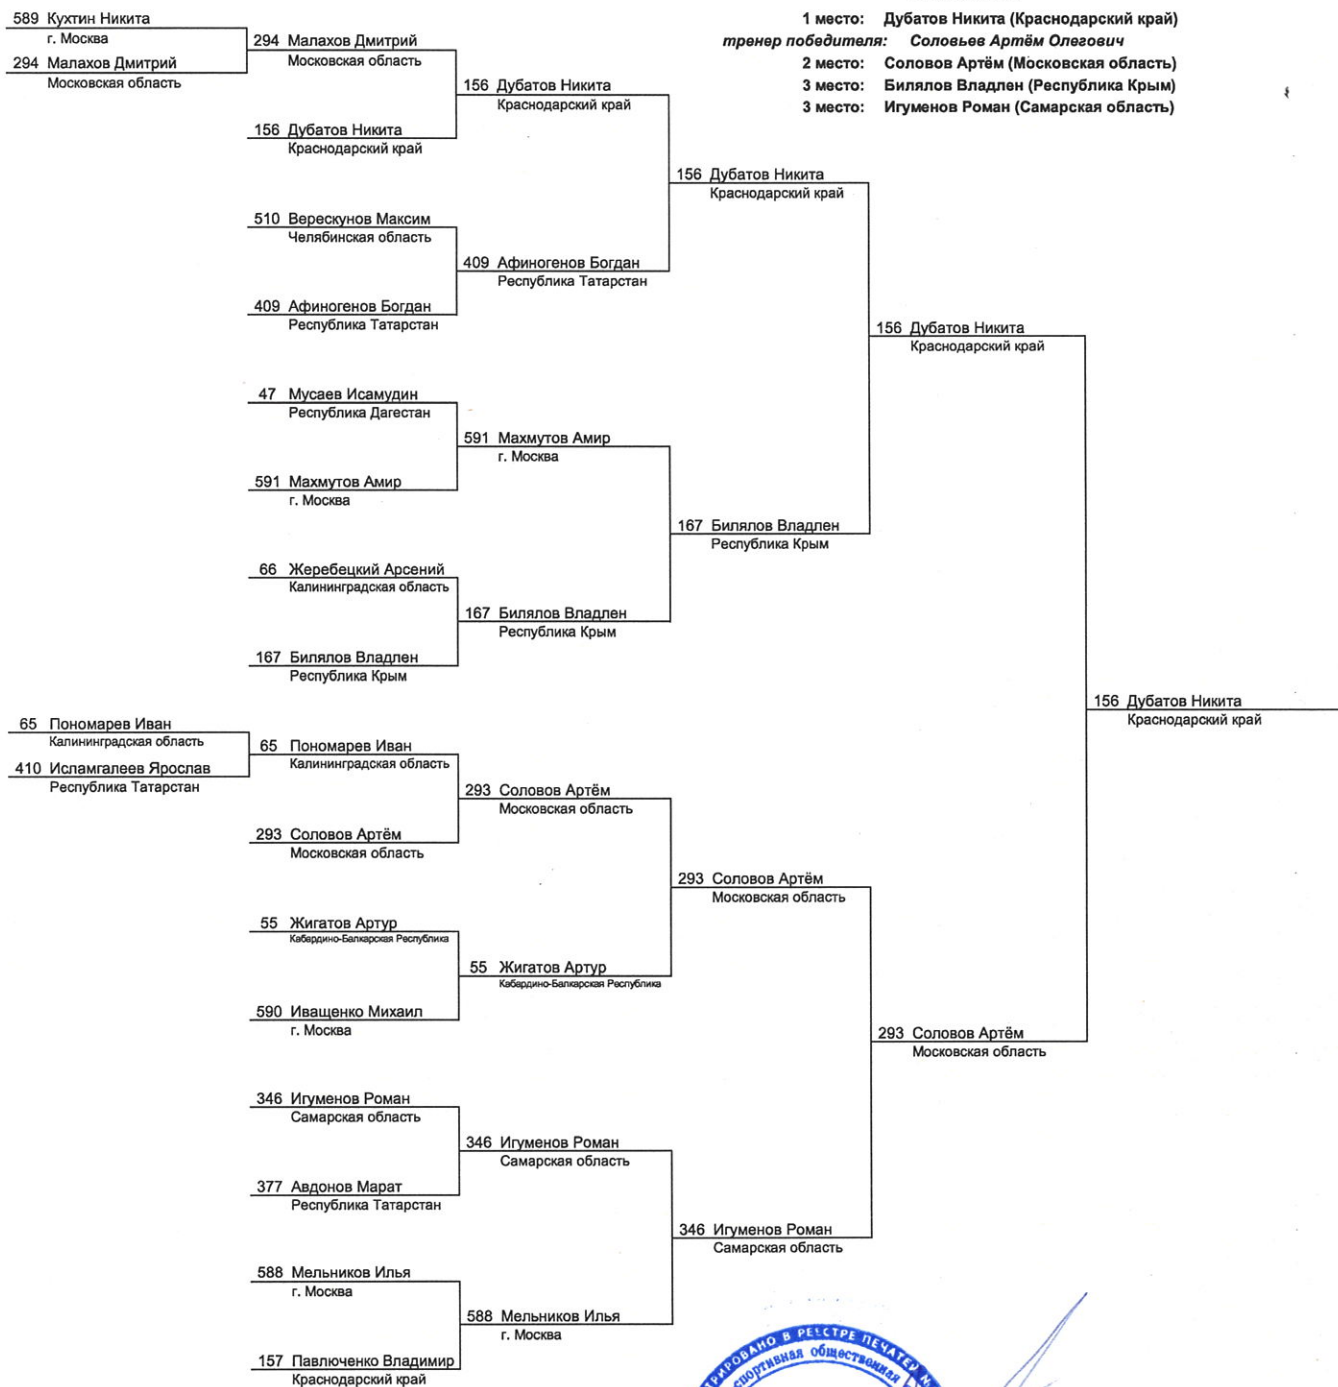 1 место: Дубатов Никита (Краснодарский край)
тренер победителя: Соловьев Артём Олегович
2 место: Соловов Артём (Московская область)
3 место: Билялов Владлен (Республика Крым)
3 место: Игуменов Роман (Самарская область)
589 Кухтин Никита
г. Москва
294 Малахов Дмитрий
Московская область
294 Малахов Дмитрий
Московская область
156 Дубатов Никита
Краснодарский край
156 Дубатов Никита
Краснодарский край
156 Дубатов Никита
Краснодарский край
510 Верескунов Максим
Челябинская область
409 Афиногенов Богдан
Республика Татарстан
409 Афиногенов Богдан
Республика Татарстан
156 Дубатов Никита
Краснодарский край
47 Мусаев Исамудин
Республика Дагестан
591 Махмутов Амир
г. Москва
591 Махмутов Амир
г. Москва
167 Билялов Владлен
Республика Крым
66 Жеребецкий Арсений
Калининградская область
167 Билялов Владлен
Республика Крым
167 Билялов Владлен
Республика Крым
156 Дубатов Никита
Краснодарский край
65 Пономарев Иван
Калининградская область
65 Пономарев Иван
Калининградская область
410 Исламгалеев Ярослав
Республика Татарстан
293 Соловов Артём
Московская область
293 Соловов Артём
Московская область
293 Соловов Артём
Московская область
55 Жигатов Артур
Кабардино-Балкарская Республика
55 Жигатов Артур
Кабардино-Балкарская Республика
590 Иващенко Михаил
г. Москва
293 Соловов Артём
Московская область
346 Игуменов Роман
Самарская область
346 Игуменов Роман
Самарская область
377 Авдонов Марат
Республика Татарстан
346 Игуменов Роман
Самарская область
588 Мельников Илья
г. Москва
588 Мельников Илья
г. Москва
157 Павлюченко Владимир
Краснодарский край
В РЕЕСТРЕ
общественная